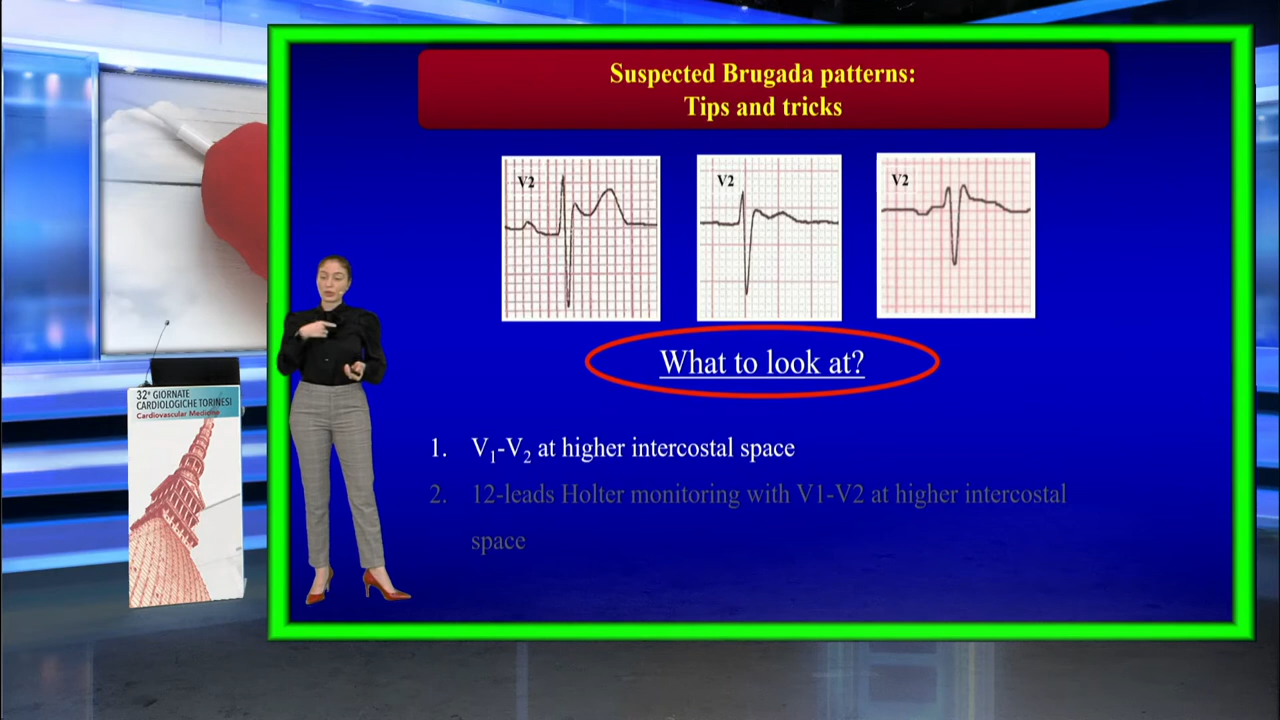 Suspected Brugada patterns:
Tips and tricks
V2
V2
V2
What to look at?
1. V₁-V₂ at higher intercostal space
2. 12-leads Holter monitoring with V1-V2 at higher intercostal
space
32e GIORNATE
CARDIOLOGICHE TORINESI
Cardiovascular Medicine